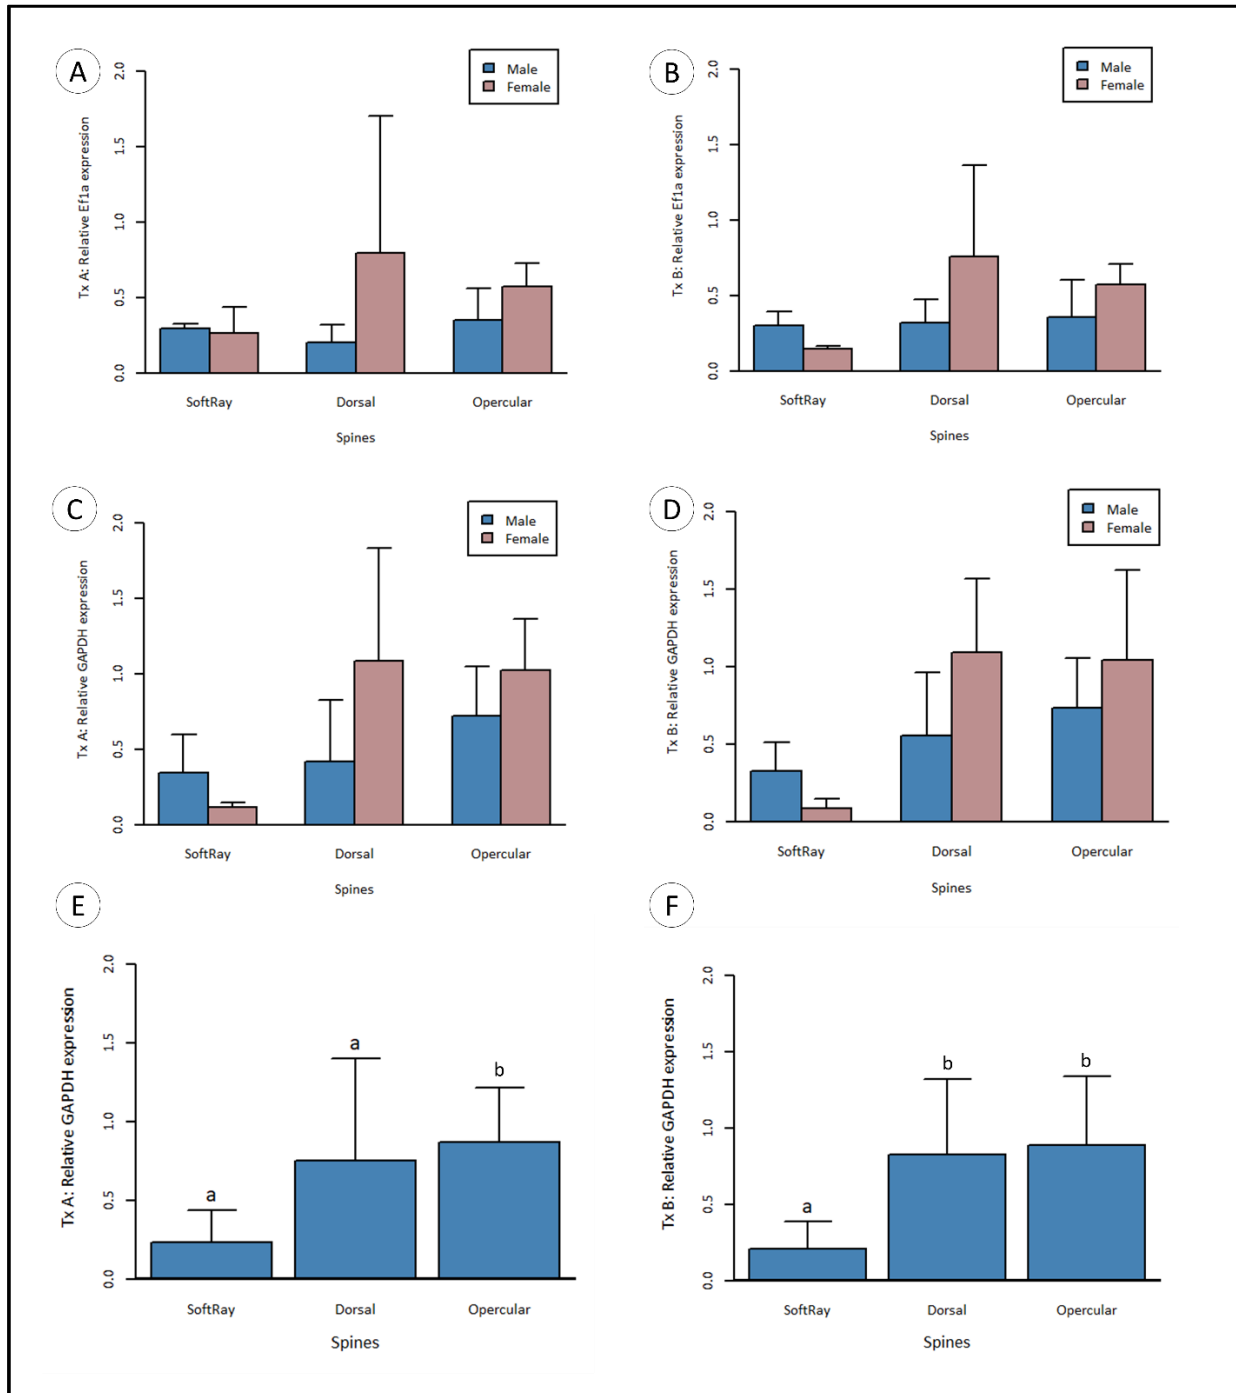 A
Tx A: Relative Ef1a expression
0.0 0.5 1.0 1.5 2.0
Male
Female
SoftRay Dorsal Opercular
Spines
B
Tx B: Relative Ef1a expression
0.0 0.5 1.0 1.5 2.0
Male
Female
SoftRay Dorsal Opercular
Spines
C
Tx A: Relative GAPDH expression
0.0 0.5 1.0 1.5 2.0
Male
Female
SoftRay Dorsal Opercular
Spines
D
Tx B: Relative GAPDH expression
0.0 0.5 1.0 1.5 2.0
Male
Female
SoftRay Dorsal Opercular
Spines
E
Tx A: Relative GAPDH expression
0.0 0.5 1.0 1.5 2.0
a a b
SoftRay Dorsal Opercular
Spines
F
Tx B: Relative GAPDH expression
0.0 0.5 1.0 1.5 2.0
a b b
SoftRay Dorsal Opercular
Spines